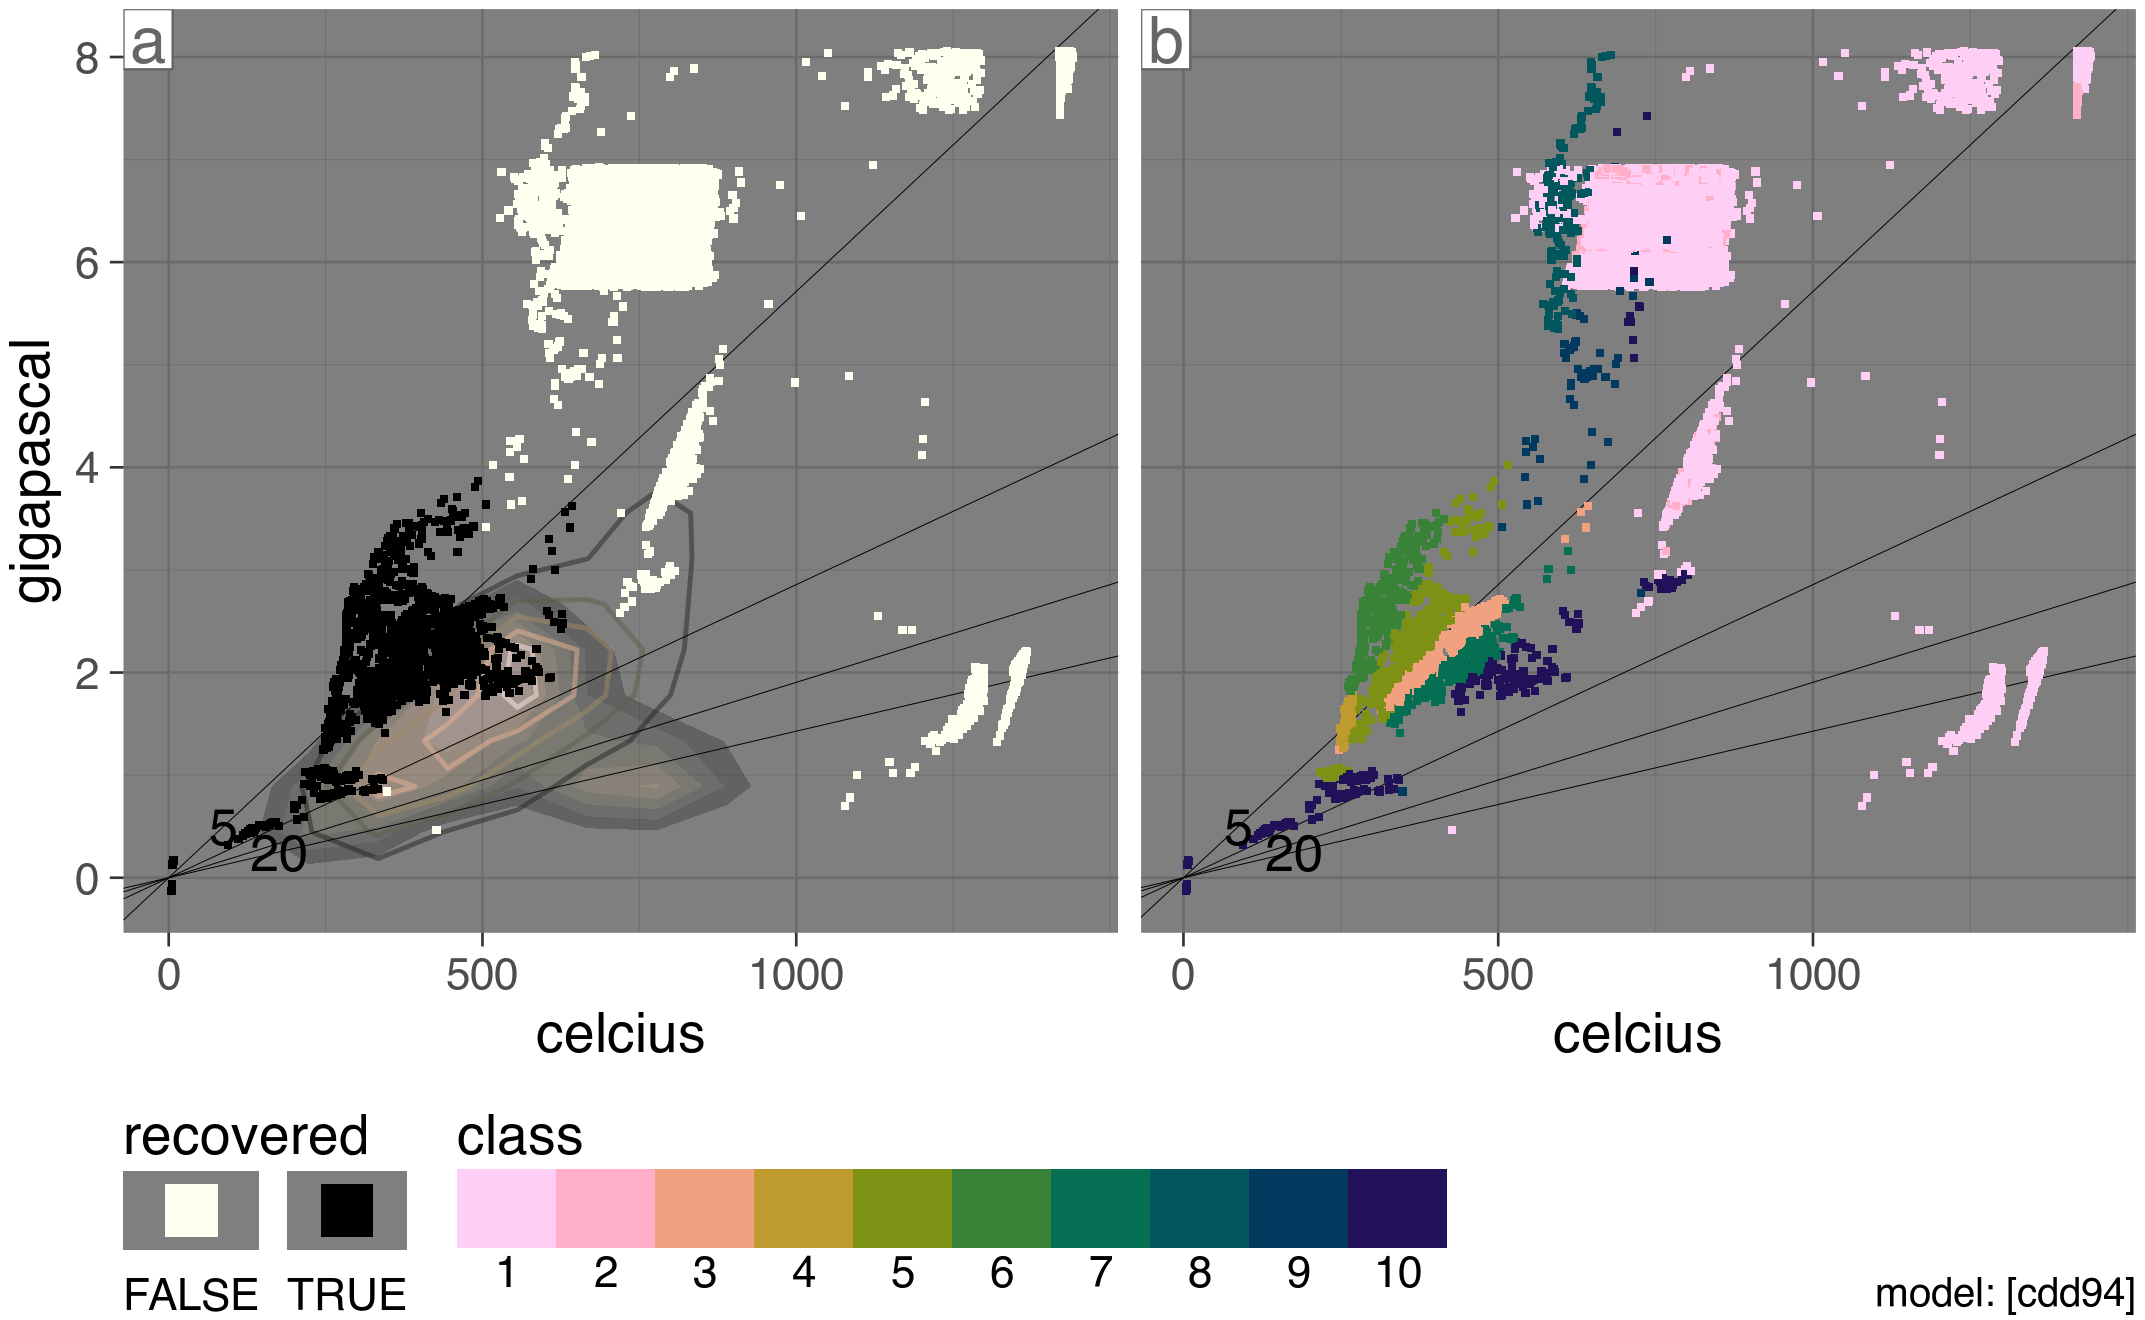 a
b
8
6
4
2
0
gigapascal
5
20
5
20
0 500 1000
0 500 1000
celcius
celcius
recovered
class
FALSE TRUE
1 2 3 4 5 6 7 8 9 10
model: [cdd94]